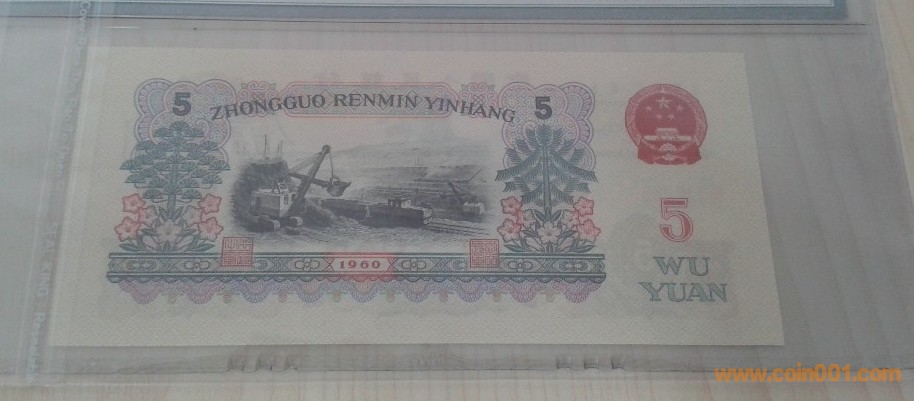 5
ZHONGGUO RENMIN YINHANG
5
1960
5
WU
YUAN
www.coin001.com